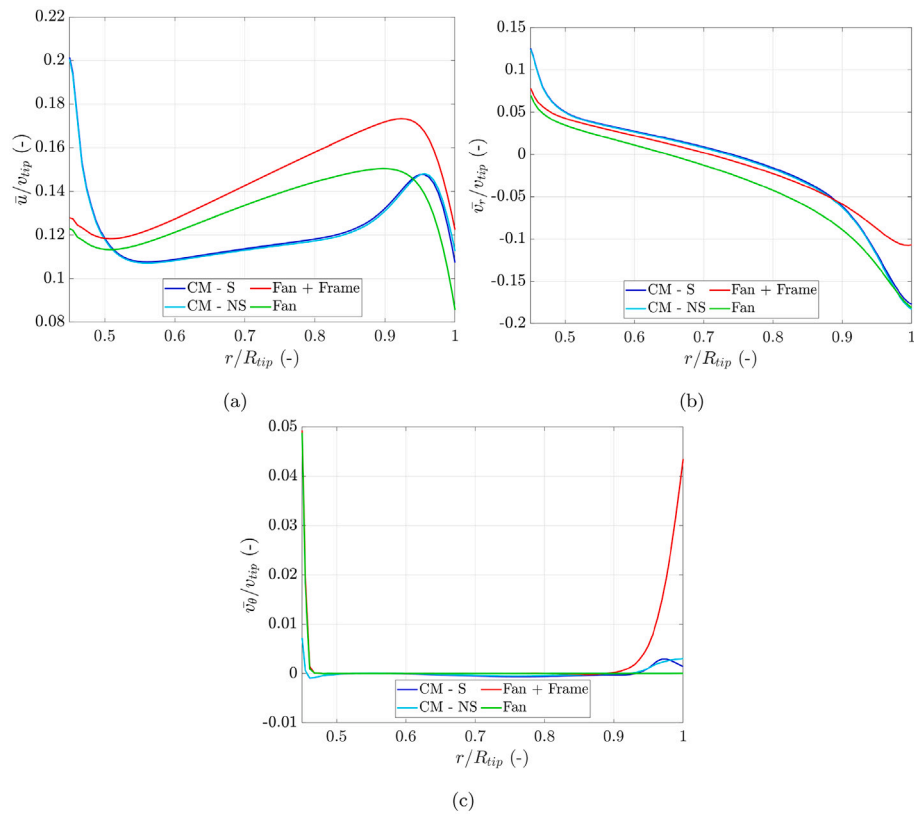 0.22
0.2
0.18
0.16
0.14
0.12
0.1
0.08
ū/v_tip (-)
CM - S
Fan + Frame
CM - NS
Fan
0.5
0.6
0.7
0.8
0.9
1
r/R_tip (-)
(a)
0.15
0.1
0.05
0
-0.05
-0.1
-0.15
-0.2
v̄_r/v_tip (-)
CM - S
Fan + Frame
CM - NS
Fan
0.5
0.6
0.7
0.8
0.9
1
r/R_tip (-)
(b)
0.05
0.04
0.03
0.02
0.01
0
-0.01
v̄_θ/v_tip (-)
CM - S
Fan + Frame
CM - NS
Fan
0.5
0.6
0.7
0.8
0.9
1
r/R_tip (-)
(c)